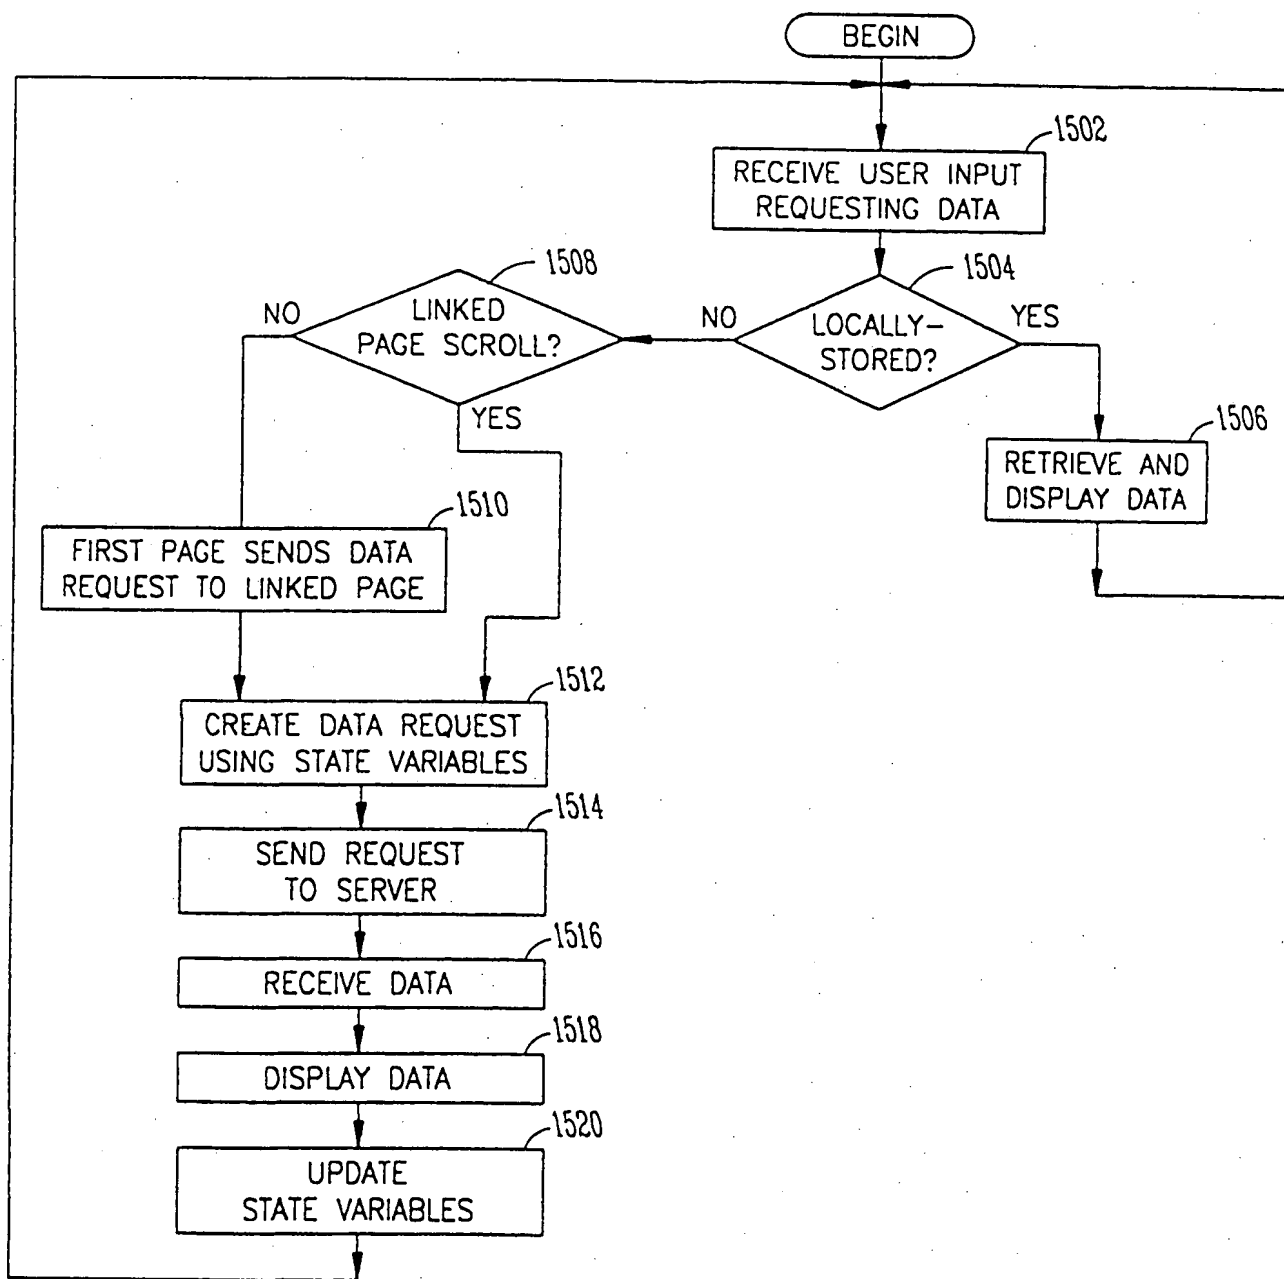 BEGIN
1502
RECEIVE USER INPUT
REQUESTING DATA
1508
1504
NO
LINKED
PAGE SCROLL?
NO
LOCALLY-
STORED?
YES
YES
1506
RETRIEVE AND
DISPLAY DATA
1510
FIRST PAGE SENDS DATA
REQUEST TO LINKED PAGE
1512
CREATE DATA REQUEST
USING STATE VARIABLES
1514
SEND REQUEST
TO SERVER
1516
RECEIVE DATA
1518
DISPLAY DATA
1520
UPDATE
STATE VARIABLES